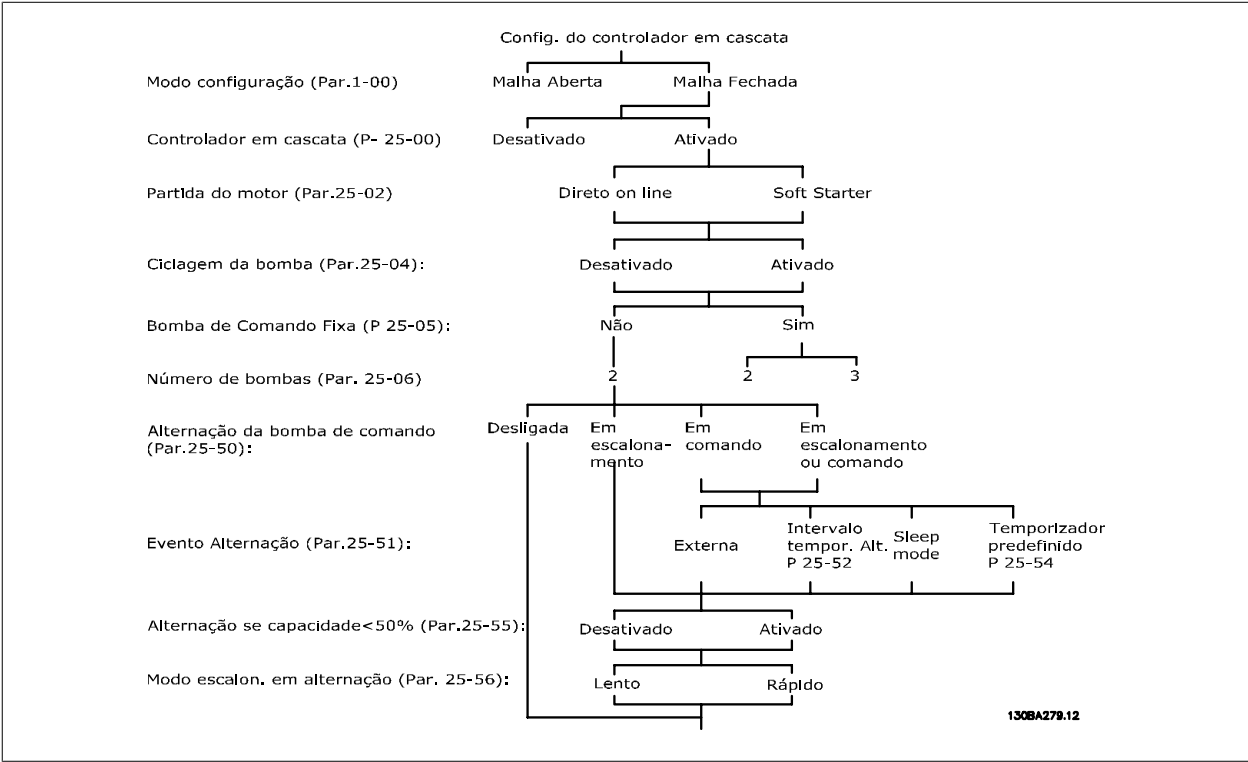 Config. do controlador em cascata
Modo configuração (Par.1-00) Malha Aberta Malha Fechada
Controlador em cascata (P- 25-00) Desativado Ativado
Partida do motor (Par.25-02) Direto on line Soft Starter
Ciclagem da bomba (Par.25-04): Desativado Ativado
Bomba de Comando Fixa (P 25-05): Não Sim
Número de bombas (Par. 25-06) 2 2 3
Alternação da bomba de comando
(Par.25-50):
Desligada
Em
escalona-
mento
Em
comando
Em
escalonamento
ou comando
Evento Alternação (Par.25-51):
Externa
Intervalo
tempor. Alt.
P 25-52
Sleep
mode
Temporizador
predefinido
P 25-54
Alternação se capacidade<50% (Par.25-55): Desativado Ativado
Modo escalon. em alternação (Par. 25-56): Lento Rápido
130BA279.12